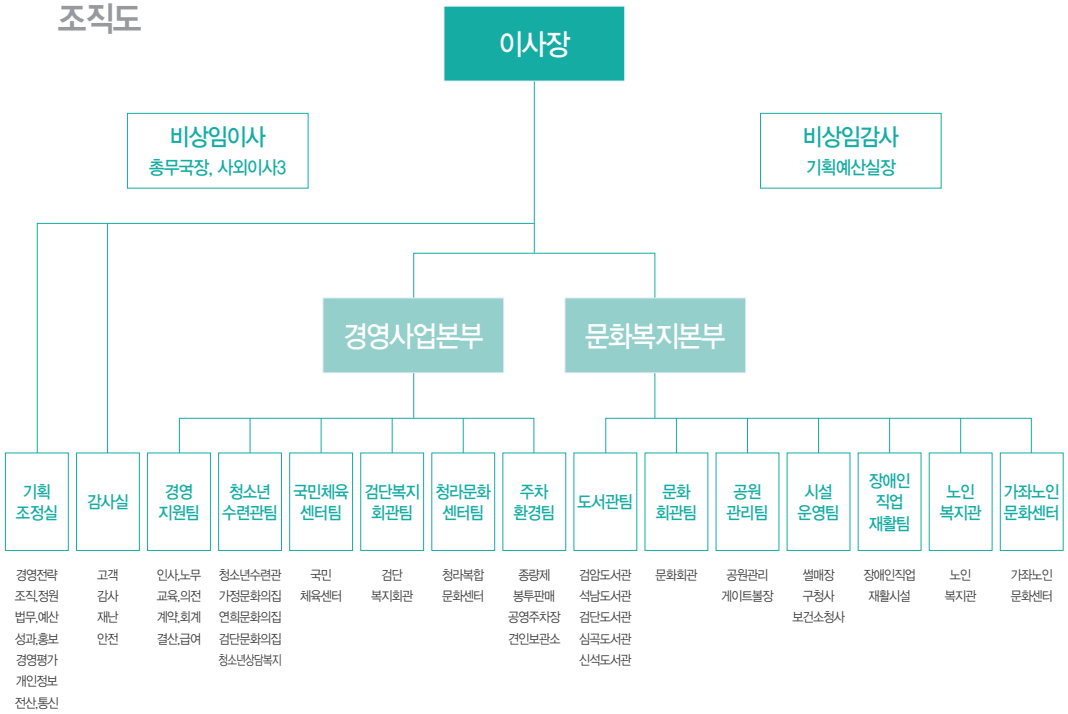 조직도
이사장
비상임이사
총무국장, 사외이사3
비상임감사
기획예산실장
경영사업본부
문화복지본부
기획
조정실
감사실
경영
지원팀
청소년
수련관팀
국민체육
센터팀
검단복지
회관팀
청라문화
센터팀
주차
환경팀
도서관팀
문화
회관팀
공원
관리팀
시설
운영팀
장애인
직업
재활팀
노인
복지관
가좌노인
문화센터
경영전략
조직,정원
법무,예산
성과,홍보
경영평가
개인정보
전산,통신
고객
감사
재난
안전
인사,노무
교육,의전
계약,회계
결산,급여
청소년수련관
가정문화의집
연희문화의집
검단문화의집
청소년상담복지
국민
체육센터
검단
복지회관
청라복합
문화센터
종량제
봉투판매
공영주차장
견인보관소
검암도서관
석남도서관
검단도서관
심곡도서관
신석도서관
문화회관
공원관리
게이트볼장
썰매장
구청사
보건소청사
장애인직업
재활시설
노인
복지관
가좌노인
문화센터